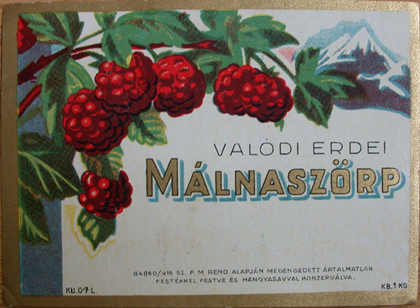 VALÓDI ERDEI
MÁLNASZÖRP
84860/916 SZ. F. M. REND. ALAPJÁN MEGENGEDETT ÁRTALMATLAN
FESTÉKKEL FESTVE ÉS HANGYASAVVAL KONZERVÁLVA.
KB. 0·7 L.
KB. 1 KG